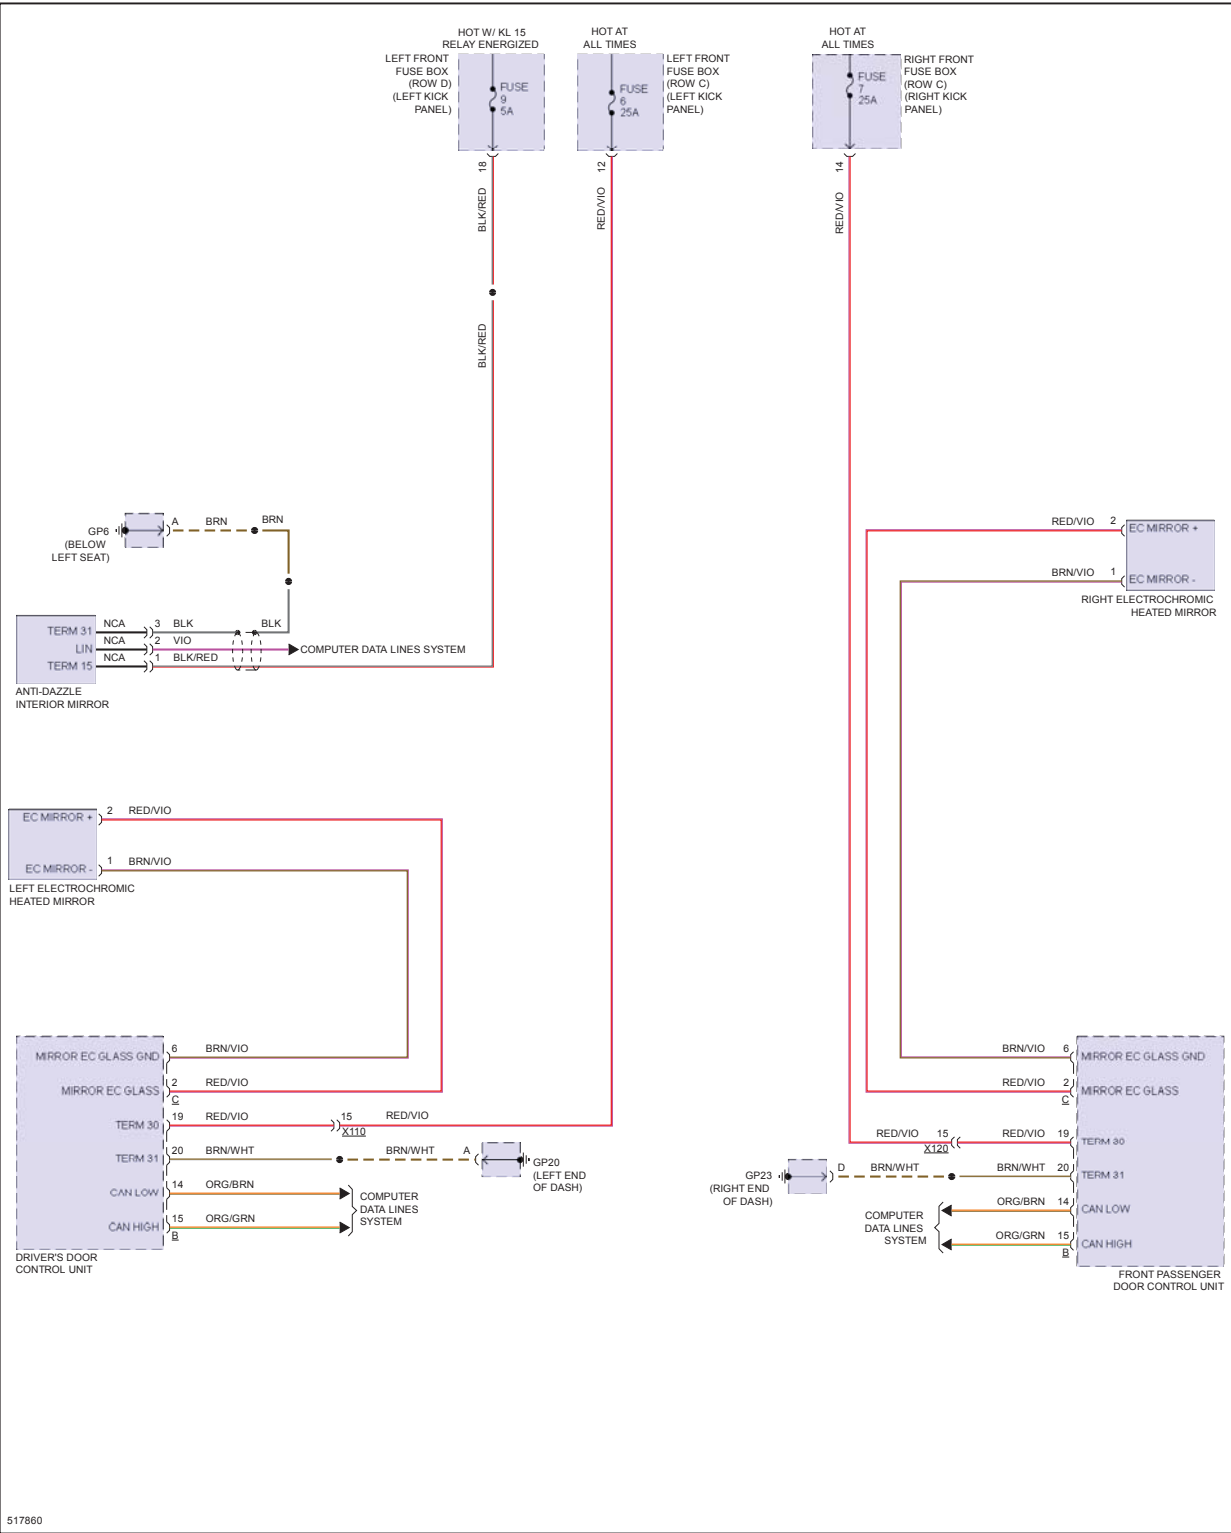 HOT W/ KL 15
RELAY ENERGIZED
HOT AT
ALL TIMES
HOT AT
ALL TIMES
LEFT FRONT
FUSE BOX
(ROW D)
(LEFT KICK
PANEL)
FUSE
9
5A
FUSE
6
25A
LEFT FRONT
FUSE BOX
(ROW C)
(LEFT KICK
PANEL)
FUSE
7
25A
RIGHT FRONT
FUSE BOX
(ROW C)
(RIGHT KICK
PANEL)
18
12
14
BLK/RED
RED/VIO
RED/VIO
BLK/RED
GP6
(BELOW
LEFT SEAT)
A
BRN
BRN
TERM 31
NCA
3
BLK
BLK
LIN
NCA
2
VIO
COMPUTER DATA LINES SYSTEM
TERM 15
NCA
1
BLK/RED
ANTI-DAZZLE
INTERIOR MIRROR
RED/VIO
2
EC MIRROR +
BRN/VIO
1
EC MIRROR -
RIGHT ELECTROCHROMIC
HEATED MIRROR
EC MIRROR +
2
RED/VIO
EC MIRROR -
1
BRN/VIO
LEFT ELECTROCHROMIC
HEATED MIRROR
MIRROR EC GLASS GND
6
BRN/VIO
MIRROR EC GLASS
2
RED/VIO
C
TERM 30
19
RED/VIO
15
X110
RED/VIO
TERM 31
20
BRN/WHT
BRN/WHT
A
GP20
(LEFT END
OF DASH)
CAN LOW
14
ORG/BRN
CAN HIGH
15
ORG/GRN
B
COMPUTER
DATA LINES
SYSTEM
DRIVER'S DOOR
CONTROL UNIT
BRN/VIO
6
MIRROR EC GLASS GND
RED/VIO
2
MIRROR EC GLASS
C
RED/VIO
15
X120
RED/VIO
19
TERM 30
GP23
(RIGHT END
OF DASH)
D
BRN/WHT
BRN/WHT
20
TERM 31
ORG/BRN
14
CAN LOW
ORG/GRN
15
CAN HIGH
B
COMPUTER
DATA LINES
SYSTEM
FRONT PASSENGER
DOOR CONTROL UNIT
517860